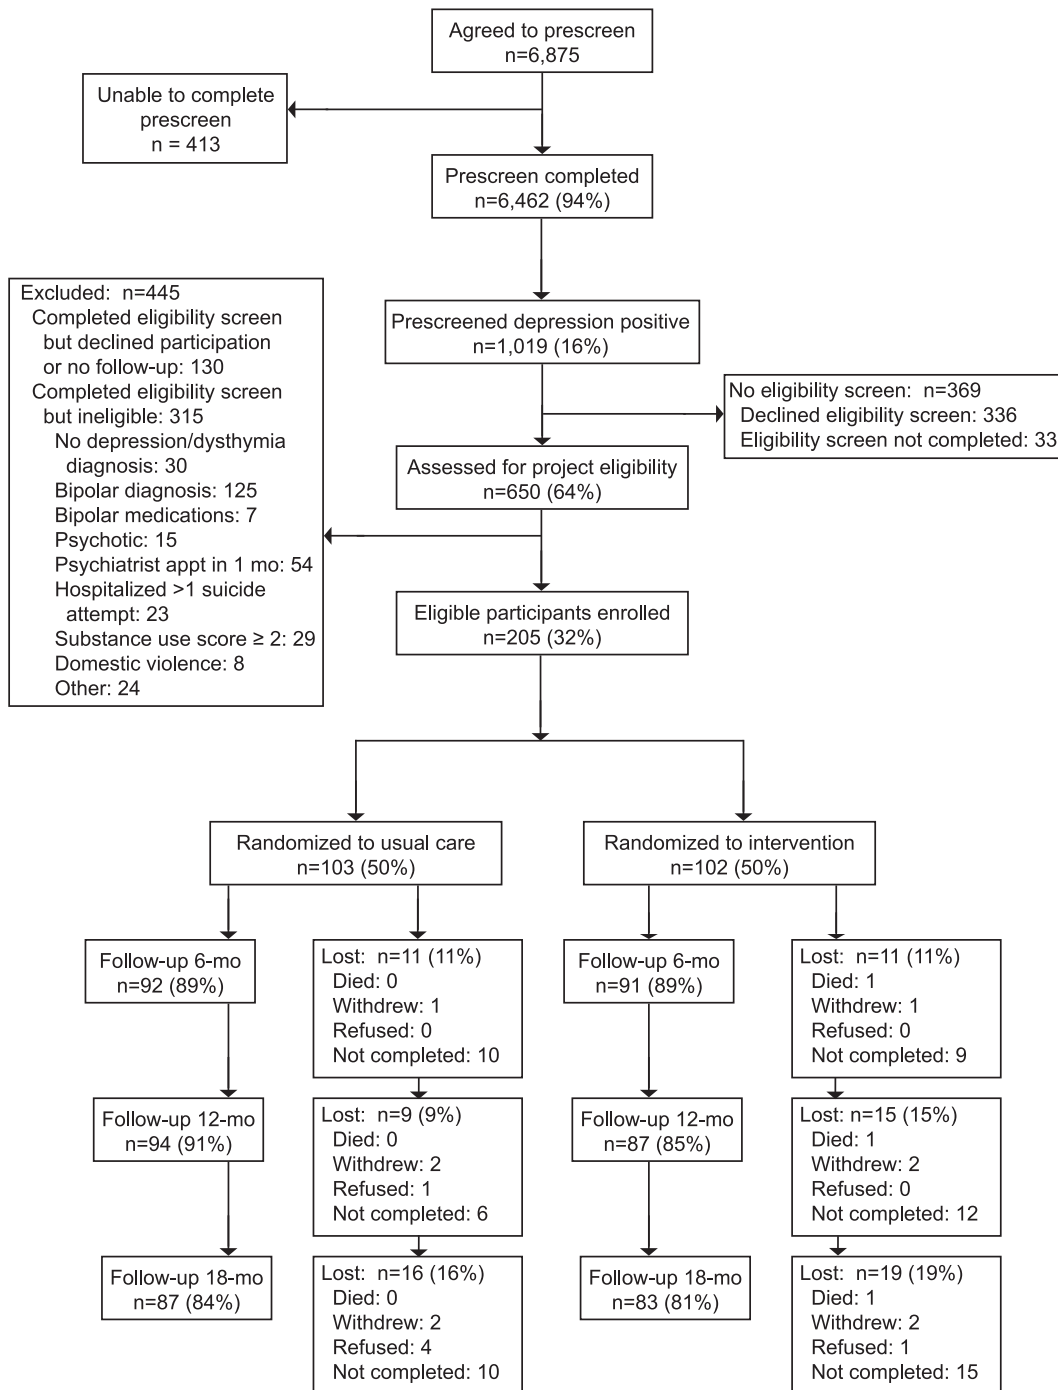 Agreed to prescreen
n=6,875
Unable to complete
prescreen
n = 413
Prescreen completed
n=6,462 (94%)
Excluded: n=445
Completed eligibility screen
but declined participation
or no follow-up: 130
Completed eligibility screen
but ineligible: 315
No depression/dysthymia
diagnosis: 30
Bipolar diagnosis: 125
Bipolar medications: 7
Psychotic: 15
Psychiatrist appt in 1 mo: 54
Hospitalized >1 suicide
attempt: 23
Substance use score ≥ 2: 29
Domestic violence: 8
Other: 24
Prescreened depression positive
n=1,019 (16%)
No eligibility screen: n=369
Declined eligibility screen: 336
Eligibility screen not completed: 33
Assessed for project eligibility
n=650 (64%)
Eligible participants enrolled
n=205 (32%)
Randomized to usual care
n=103 (50%)
Randomized to intervention
n=102 (50%)
Follow-up 6-mo
n=92 (89%)
Lost: n=11 (11%)
Died: 0
Withdrew: 1
Refused: 0
Not completed: 10
Follow-up 6-mo
n=91 (89%)
Lost: n=11 (11%)
Died: 1
Withdrew: 1
Refused: 0
Not completed: 9
Follow-up 12-mo
n=94 (91%)
Lost: n=9 (9%)
Died: 0
Withdrew: 2
Refused: 1
Not completed: 6
Follow-up 12-mo
n=87 (85%)
Lost: n=15 (15%)
Died: 1
Withdrew: 2
Refused: 0
Not completed: 12
Follow-up 18-mo
n=87 (84%)
Lost: n=16 (16%)
Died: 0
Withdrew: 2
Refused: 4
Not completed: 10
Follow-up 18-mo
n=83 (81%)
Lost: n=19 (19%)
Died: 1
Withdrew: 2
Refused: 1
Not completed: 15